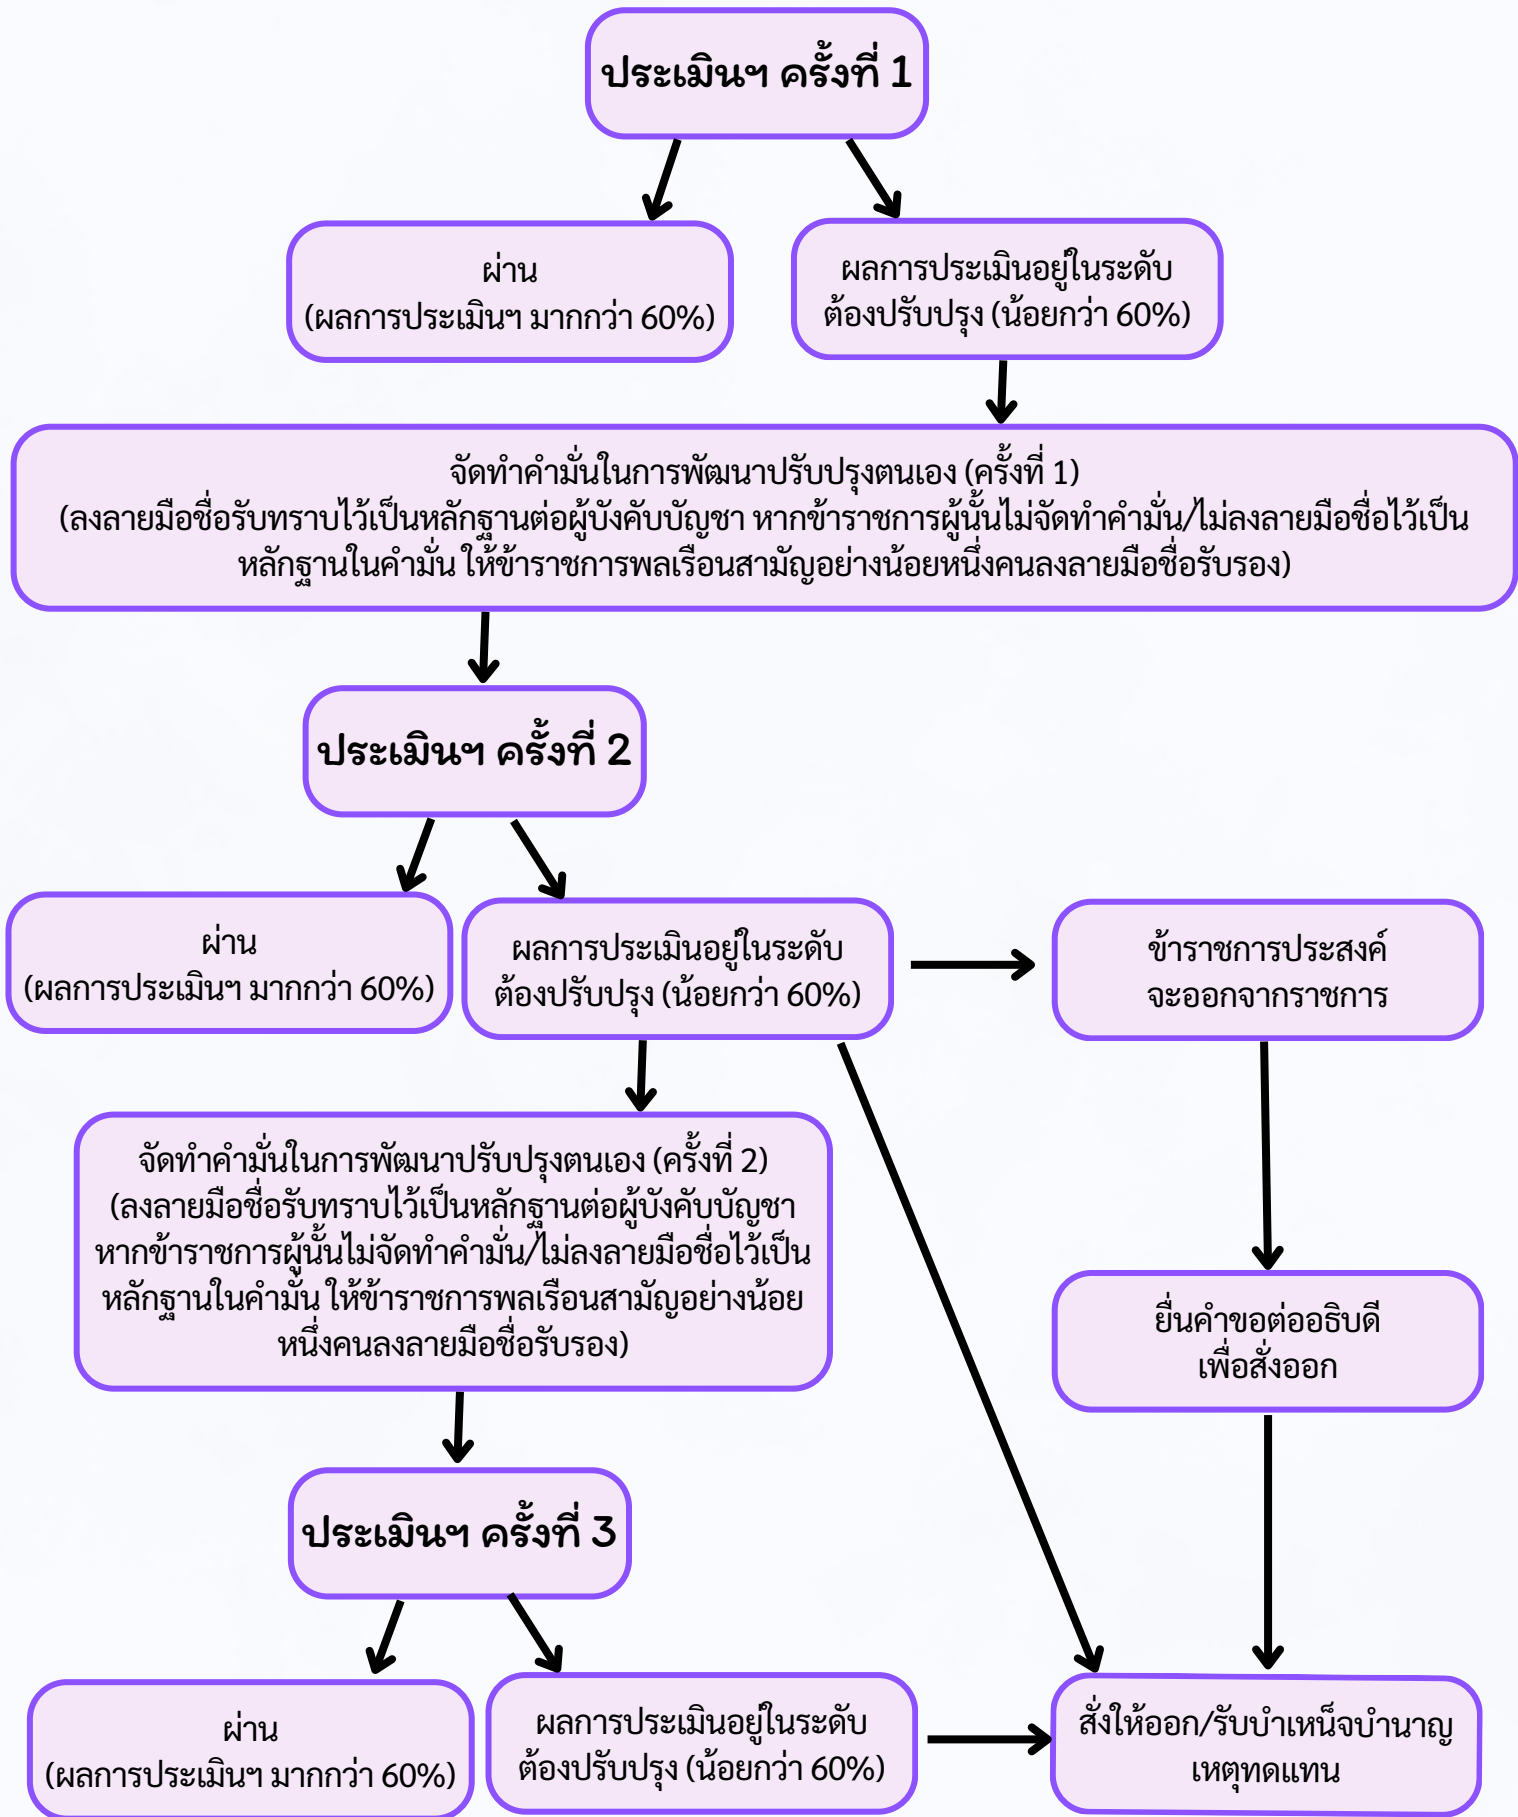 ประเมินฯ ครั้งที่ 1
ผ่าน
(ผลการประเมินฯ มากกว่า 60%)
ผลการประเมินอยู่ในระดับ
ต้องปรับปรุง (น้อยกว่า 60%)
จัดทำคำมั่นในการพัฒนาปรับปรุงตนเอง (ครั้งที่ 1)
(ลงลายมือชื่อรับทราบไว้เป็นหลักฐานต่อผู้บังคับบัญชา หากข้าราชการผู้นั้นไม่จัดทำคำมั่น/ไม่ลงลายมือชื่อไว้เป็น
หลักฐานในคำมั่น ให้ข้าราชการพลเรือนสามัญอย่างน้อยหนึ่งคนลงลายมือชื่อรับรอง)
ประเมินฯ ครั้งที่ 2
ผ่าน
(ผลการประเมินฯ มากกว่า 60%)
ผลการประเมินอยู่ในระดับ
ต้องปรับปรุง (น้อยกว่า 60%)
ข้าราชการประสงค์
จะออกจากราชการ
จัดทำคำมั่นในการพัฒนาปรับปรุงตนเอง (ครั้งที่ 2)
(ลงลายมือชื่อรับทราบไว้เป็นหลักฐานต่อผู้บังคับบัญชา
หากข้าราชการผู้นั้นไม่จัดทำคำมั่น/ไม่ลงลายมือชื่อไว้เป็น
หลักฐานในคำมั่น ให้ข้าราชการพลเรือนสามัญอย่างน้อย
หนึ่งคนลงลายมือชื่อรับรอง)
ยื่นคำขอต่ออธิบดี
เพื่อสั่งออก
ประเมินฯ ครั้งที่ 3
ผ่าน
(ผลการประเมินฯ มากกว่า 60%)
ผลการประเมินอยู่ในระดับ
ต้องปรับปรุง (น้อยกว่า 60%)
สั่งให้ออก/รับบำเหน็จบำนาญ
เหตุทดแทน